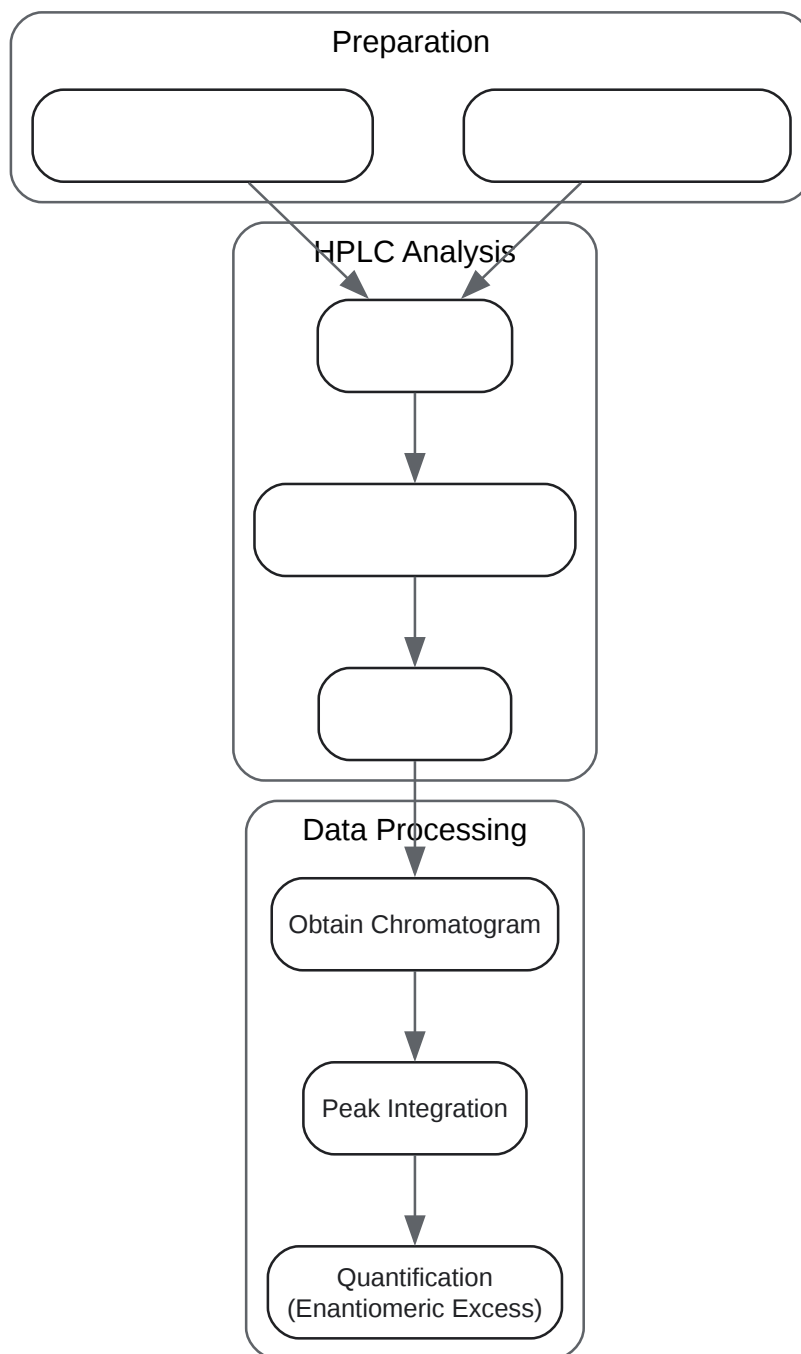 Preparation
HPLC Analysis
Data Processing
Obtain Chromatogram
Peak Integration
Quantification
(Enantiomeric Excess)